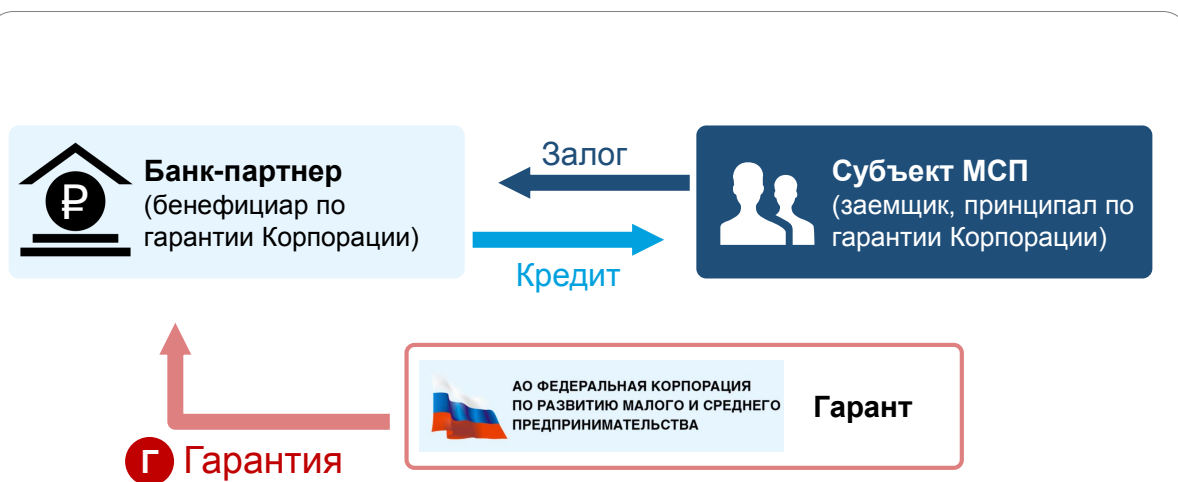 Банк-партнер
(бенефициар по
гарантии Корпорации)
Залог
Кредит
Субъект МСП
(заемщик, принципал по
гарантии Корпорации)
АО ФЕДЕРАЛЬНАЯ КОРПОРАЦИЯ
ПО РАЗВИТИЮ МАЛОГО И СРЕДНЕГО
ПРЕДПРИНИМАТЕЛЬСТВА
Гарант
Г Гарантия